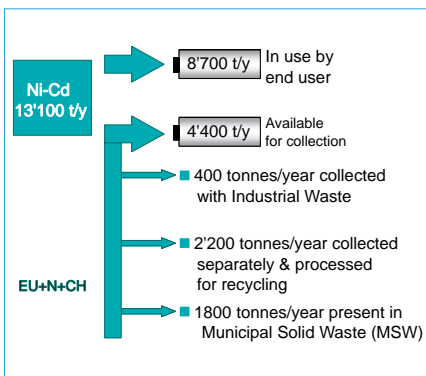 Ni-Cd
13'100 t/y
8'700 t/y
In use by
end user
4'400 t/y
Available
for collection
400 tonnes/year collected
with Industrial Waste
2'200 tonnes/year collected
separately & processed
for recycling
EU+N+CH
1800 tonnes/year present in
Municipal Solid Waste (MSW)